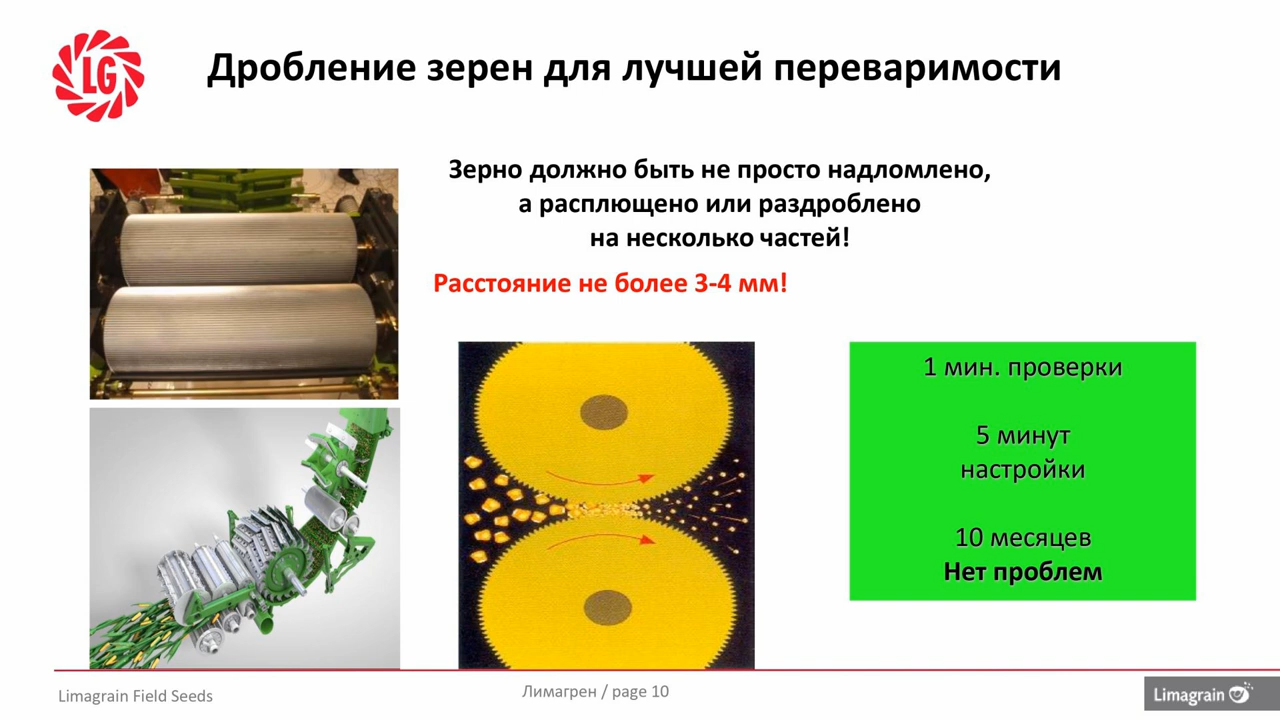 LG
Дробление зерен для лучшей переваримости
Зерно должно быть не просто надломлено,
а расплющено или раздроблено
на несколько частей!
Расстояние не более 3-4 мм!
1 мин. проверки
5 минут
настройки
10 месяцев
Нет проблем
Limagrain Field Seeds
Лимагрен / page 10
Limagrain